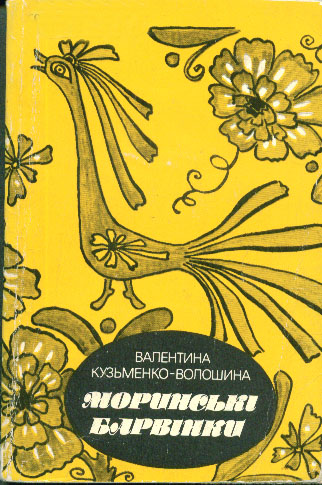 ВАЛЕНТИНА
КУЗЬМЕНКО-ВОЛОШИНА
МОРИНСЬКІ
БАРВІНКИ